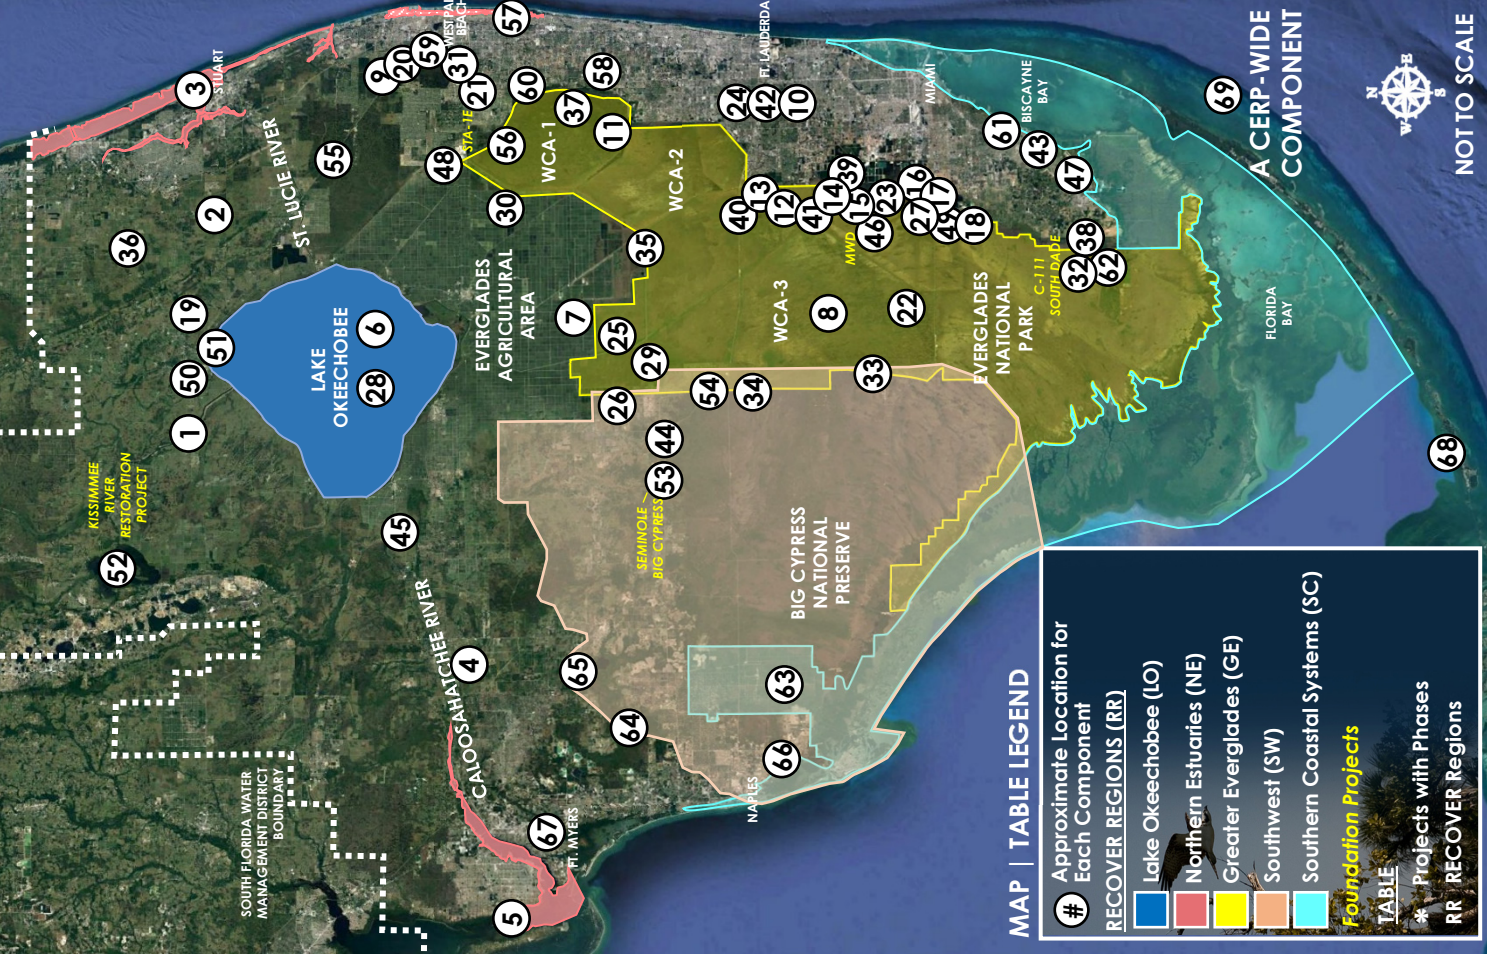 52
KISSIMMEE
RIVER
RESTORATION
PROJECT
36
1
50
19
3
51
2
STUART
SOUTH FLORIDA WATER
MANAGEMENT DISTRICT
BOUNDARY
ST. LUCIE RIVER
LAKE
OKEECHOBEE
28
6
55
45
9
20
59
CALOOSAHATCHEE RIVER
4
48
31
BEACH
STA-1E
21
5
EVERGLADES
AGRICULTURAL
AREA
30
56
57
60
67
FT. MYERS
65
7
WCA-1
37
64
26
25
11
58
SEMINOLE
BIG CYPRESS
53
44
29
35
WCA-2
54
34
40
24
NAPLES
66
63
13
42
FT. LAUDERDA
WCA-3
12
10
BIG CYPRESS
NATIONAL
PRESERVE
8
41
14
39
MWD
15
33
46
23
22
27
16
17
49
18
MIAMI
EVERGLADES
NATIONAL
PARK
61
BISCAYNE
BAY
43
C-111
SOUTH DADE
47
32
38
62
FLORIDA
BAY
69
68
A CERP-WIDE
COMPONENT
N
W
E
S
NOT TO SCALE
MAP | TABLE LEGEND
# Approximate Location for
Each Component
RECOVER REGIONS (RR)
Lake Okeechobee (LO)
Northern Estuaries (NE)
Greater Everglades (GE)
Southwest (SW)
Southern Coastal Systems (SC)
Foundation Projects
TABLE
* Projects with Phases
RR RECOVER Regions